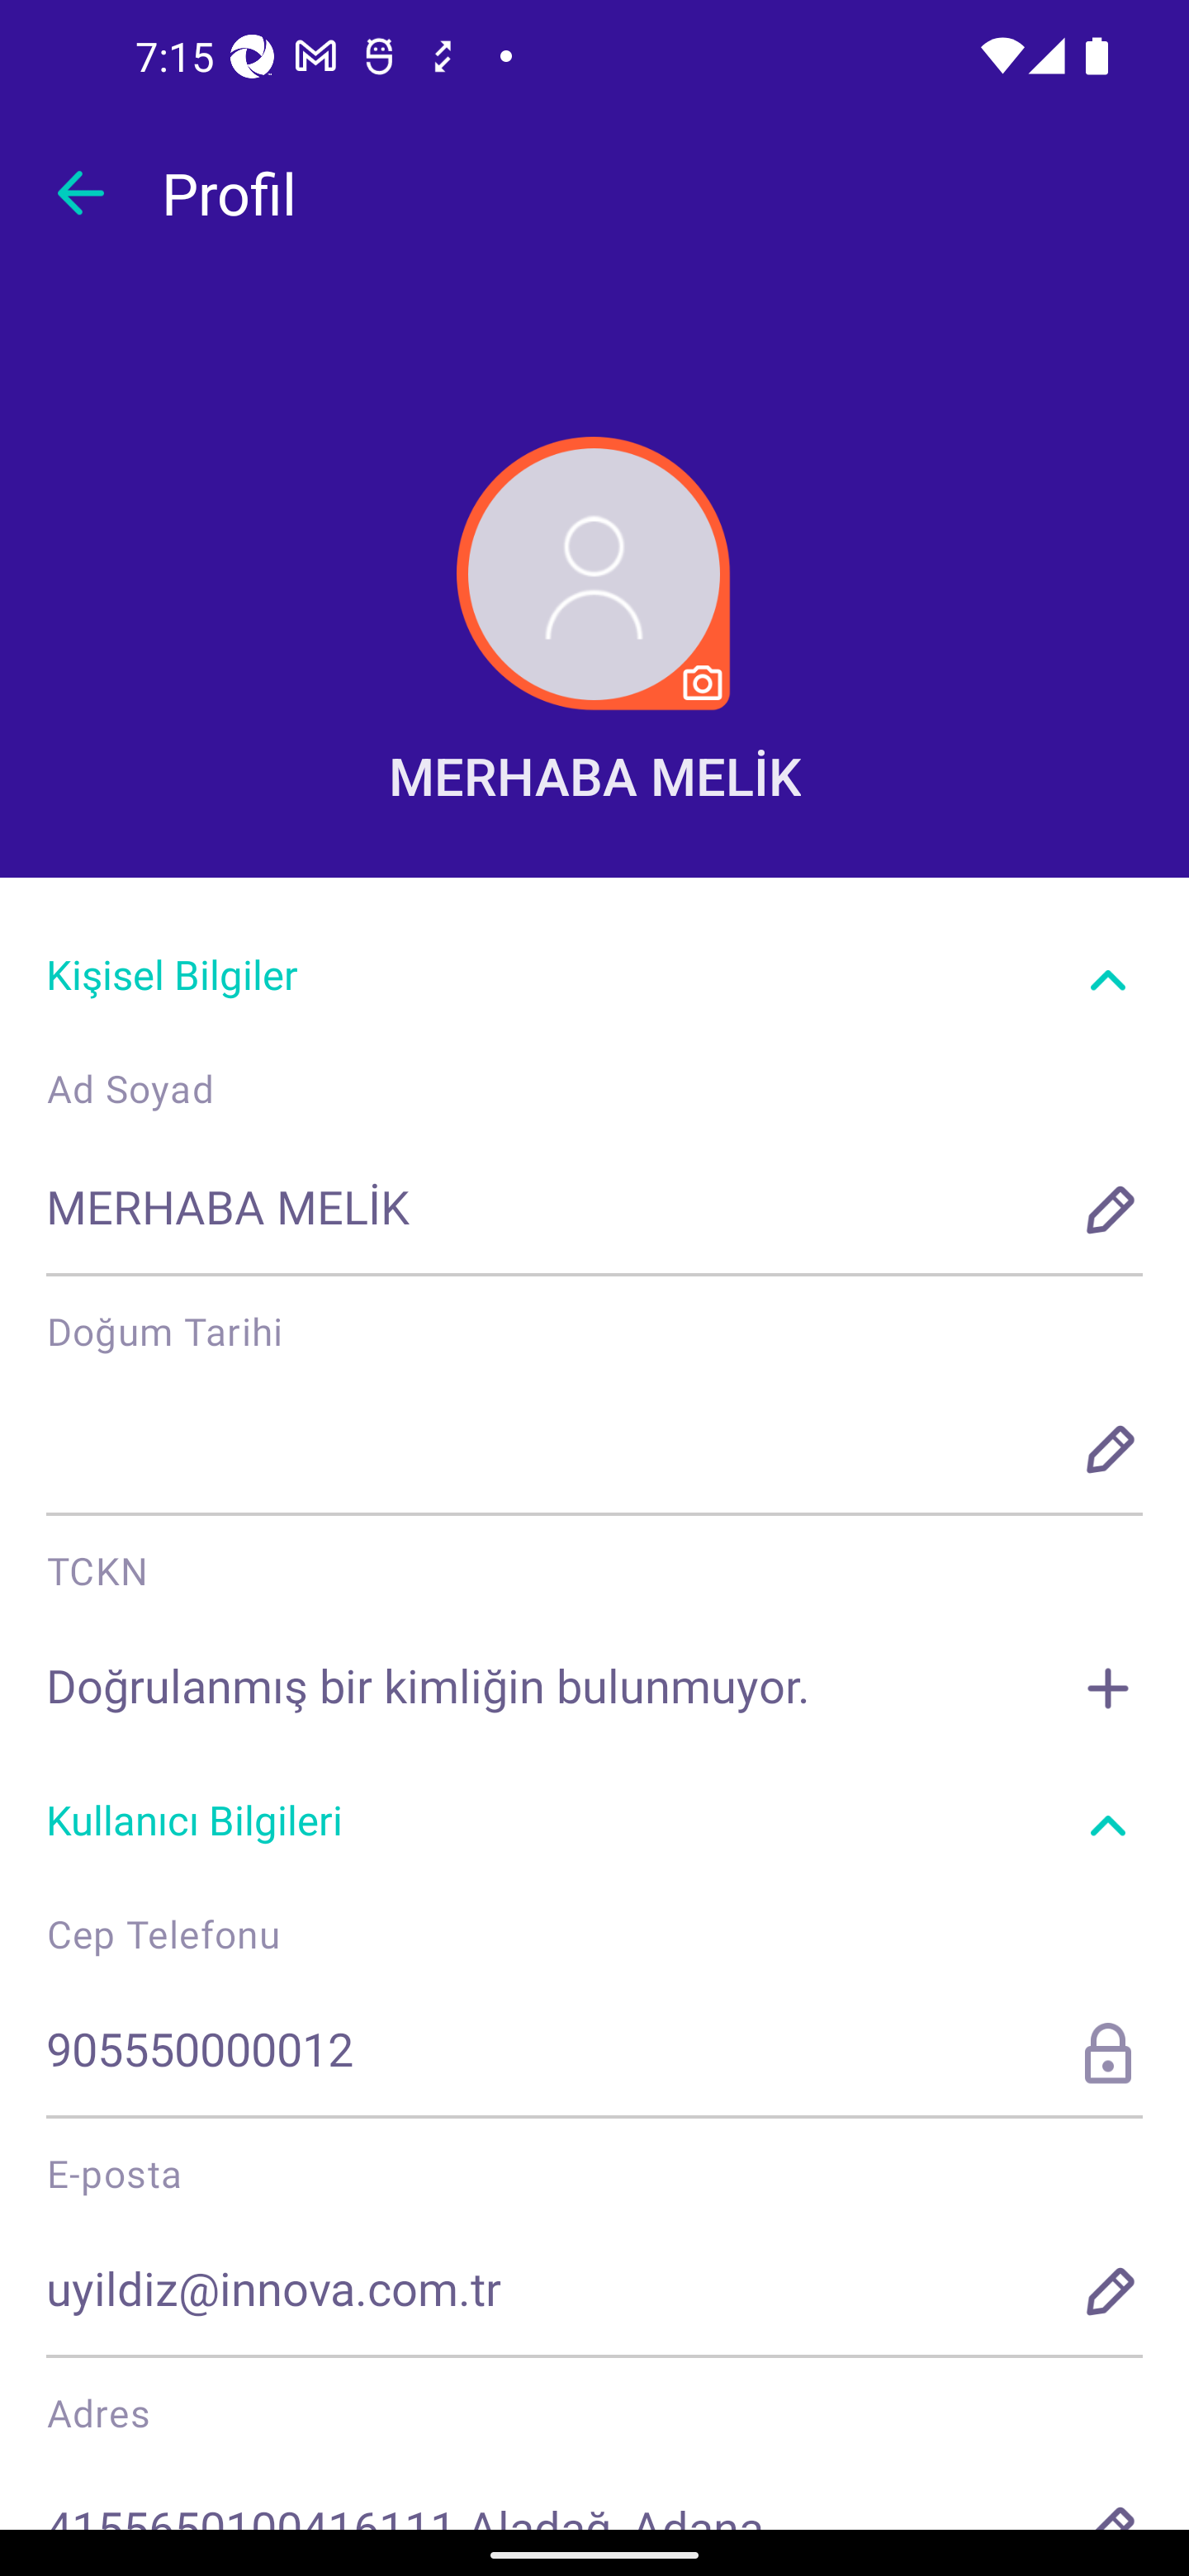 7:15
Profil
MERHABA MELİK
Kişisel Bilgiler
Ad Soyad
MERHABA MELİK
Doğum Tarihi
TCKN
Doğrulanmış bir kimliğin bulunmuyor.
Kullanıcı Bilgileri
Cep Telefonu
905550000012
E-posta
uyildiz@innova.com.tr
Adres
4155650100416111 Aladağ, Adana